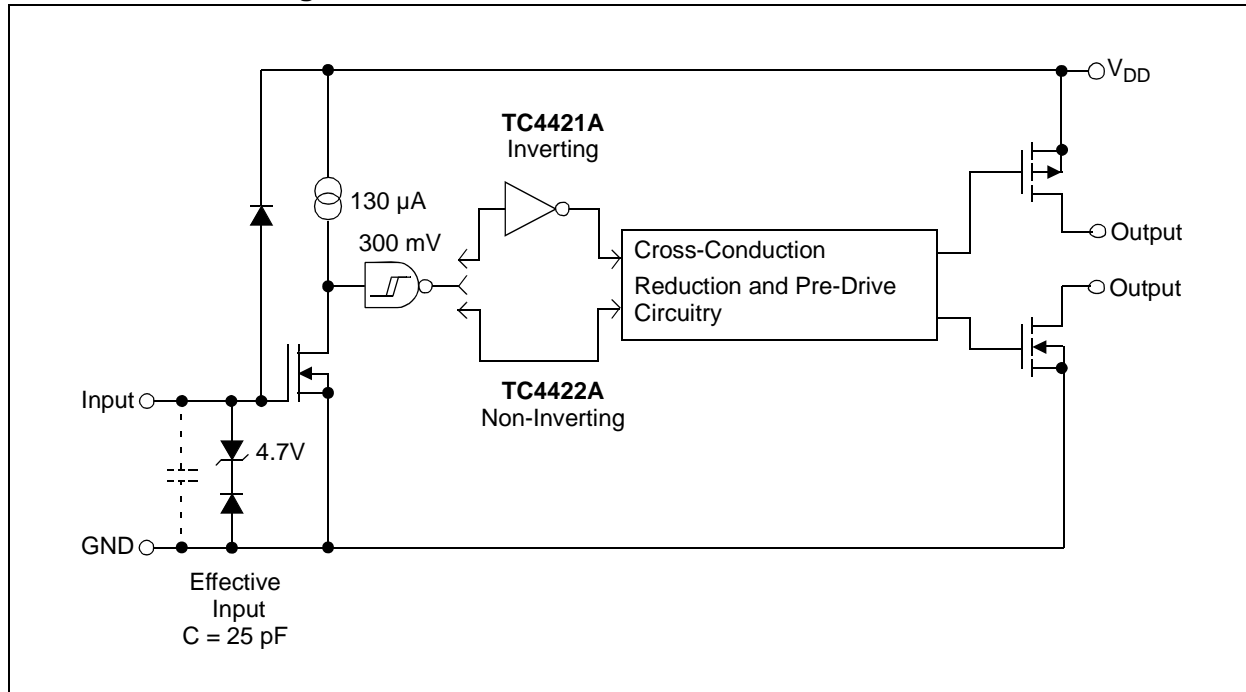 V_DD
TC4421A
Inverting
130 µA
300 mV
Output
Cross-Conduction
Reduction and Pre-Drive
Circuitry
Output
TC4422A
Non-Inverting
Input
4.7V
GND
Effective
Input
C = 25 pF